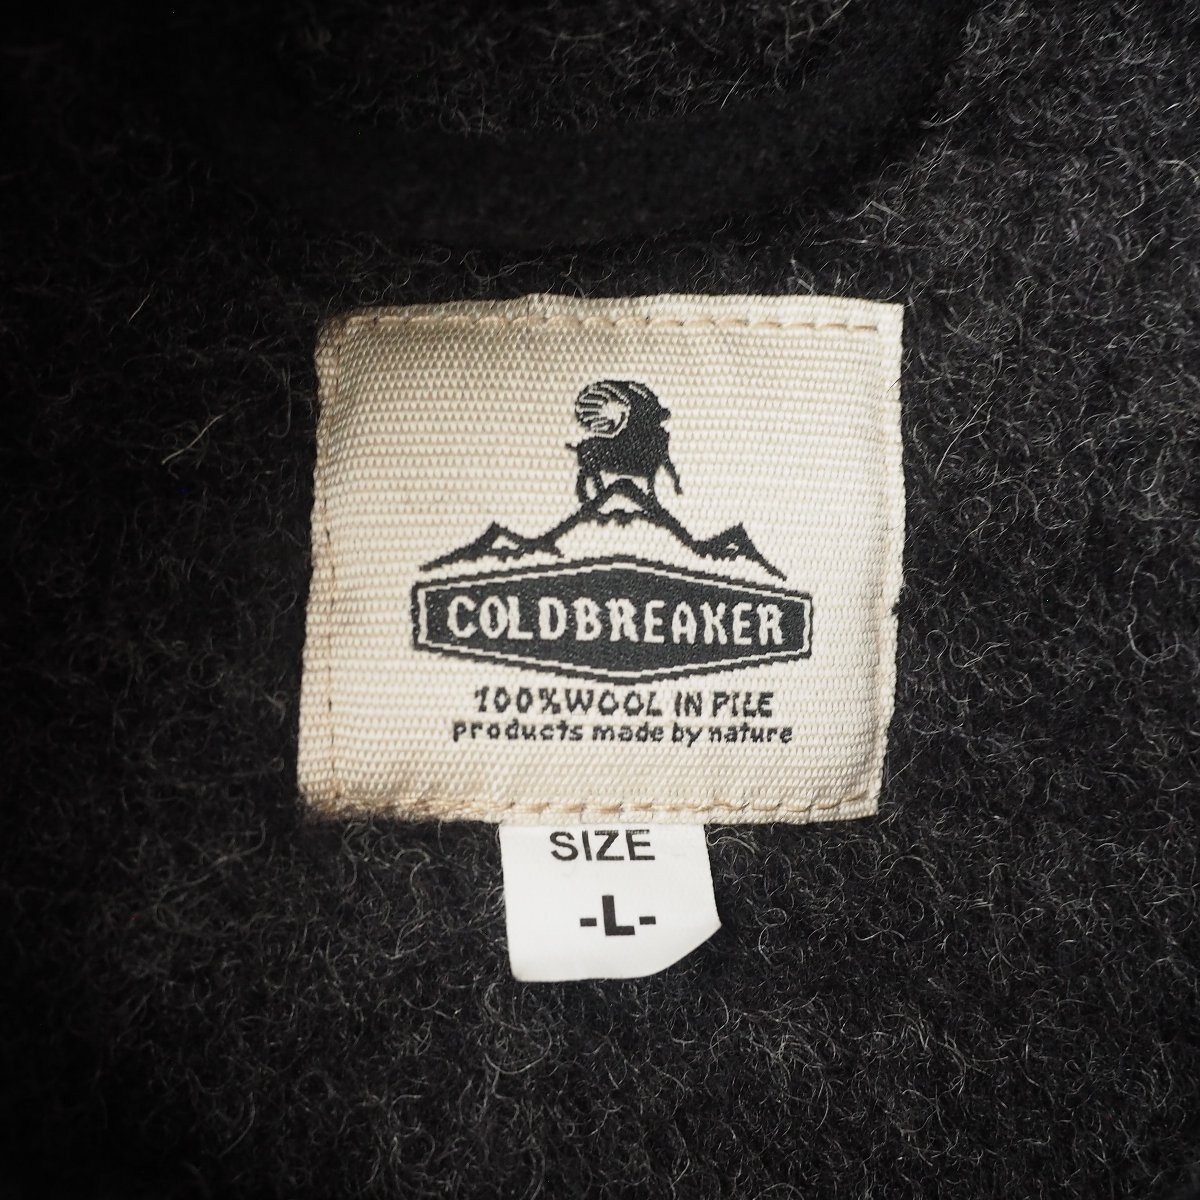 COLDBREAKER
100% WOOL IN PILE
products made by nature
SIZE
-L-